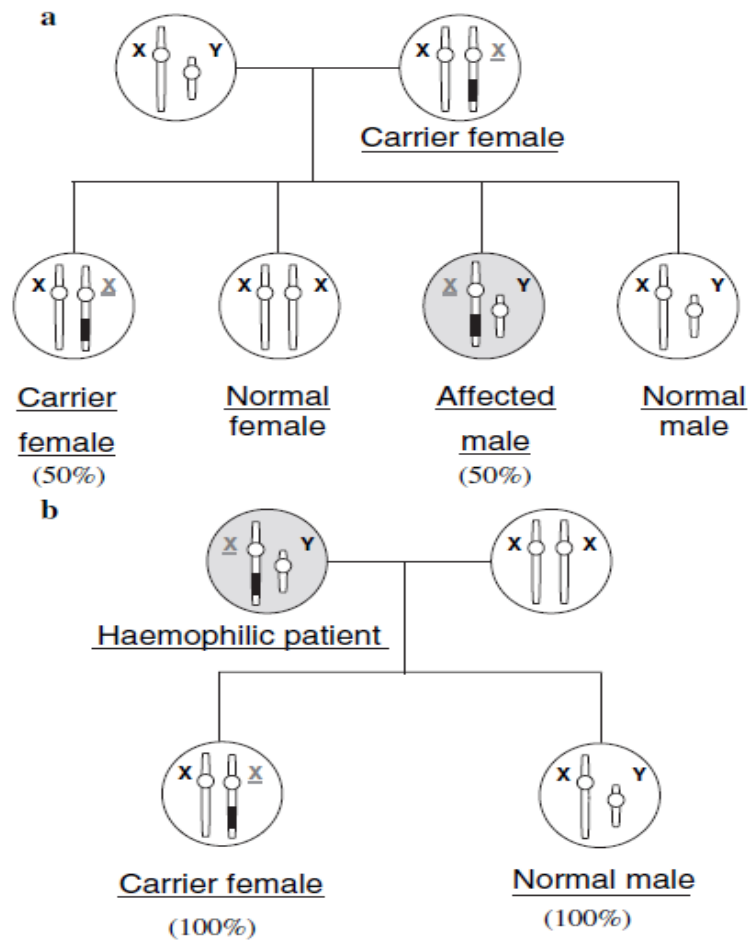 a
X Y X
Carrier female
X X X X X Y X Y
Carrier Normal Affected Normal
female female male male
(50%) (50%)
b
X Y X X
Haemophilic patient
X X X Y
Carrier female Normal male
(100%) (100%)